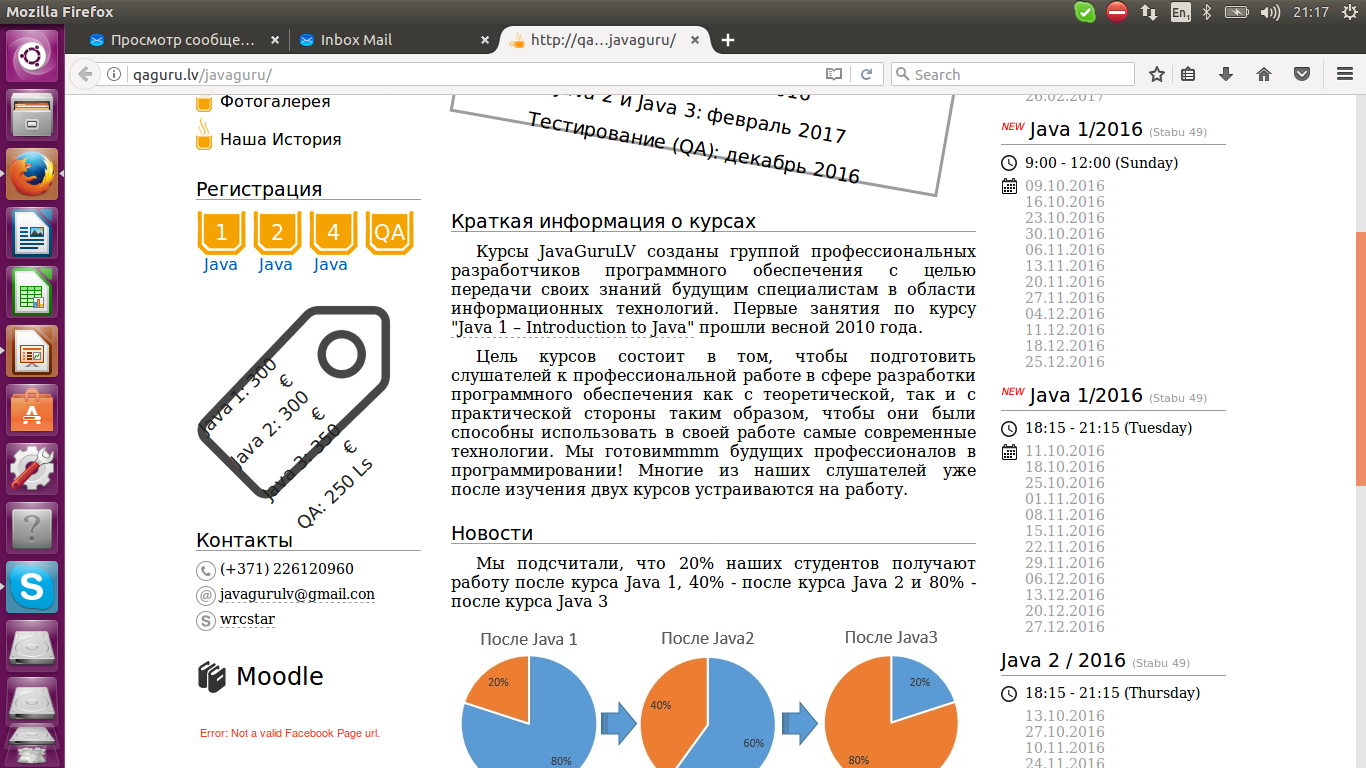 Mozilla Firefox
En1
21:17
Просмотр сообще...
Inbox Mail
http://qa...javaguru/
qaguru.lv/javaguru/
Search
Фотогалерея
Наша История
Регистрация
1 2 4 QA
Java Java Java
Java 1: 300
€
Java 2: 300
€
Java 3: 350
€
QA: 250 Ls
Контакты
(+371) 226120960
javagurulv@gmail.con
wrcstar
Moodle
Error: Not a valid Facebook Page url.
2 и Java 3: февраль 2017
Тестирование (QA): декабрь 2016
Краткая информация о курсах
Курсы JavaGuruLV созданы группой профессиональных
разработчиков программного обеспечения с целью
передачи своих знаний будущим специалистам в области
информационных технологий. Первые занятия по курсу
"Java 1 – Introduction to Java" прошли весной 2010 года.
Цель курсов состоит в том, чтобы подготовить
слушателей к профессиональной работе в сфере разработки
программного обеспечения как с теоретической, так и с
практической стороны таким образом, чтобы они были
способны использовать в своей работе самые современные
технологии. Мы готовимmmm будущих профессионалов в
программировании! Многие из наших слушателей уже
после изучения двух курсов устраиваются на работу.
Новости
Мы подсчитали, что 20% наших студентов получают
работу после курса Java 1, 40% - после курса Java 2 и 80% -
после курса Java 3
После Java 1
20%
80%
После Java2
40%
60%
После Java3
20%
80%
26.02.2017
NEW Java 1/2016 (Stabu 49)
9:00 - 12:00 (Sunday)
09.10.2016
16.10.2016
23.10.2016
30.10.2016
06.11.2016
13.11.2016
20.11.2016
27.11.2016
04.12.2016
11.12.2016
18.12.2016
25.12.2016
NEW Java 1/2016 (Stabu 49)
18:15 - 21:15 (Tuesday)
11.10.2016
18.10.2016
25.10.2016
01.11.2016
08.11.2016
15.11.2016
22.11.2016
29.11.2016
06.12.2016
13.12.2016
20.12.2016
27.12.2016
Java 2 / 2016 (Stabu 49)
18:15 - 21:15 (Thursday)
13.10.2016
27.10.2016
10.11.2016
24.11.2016